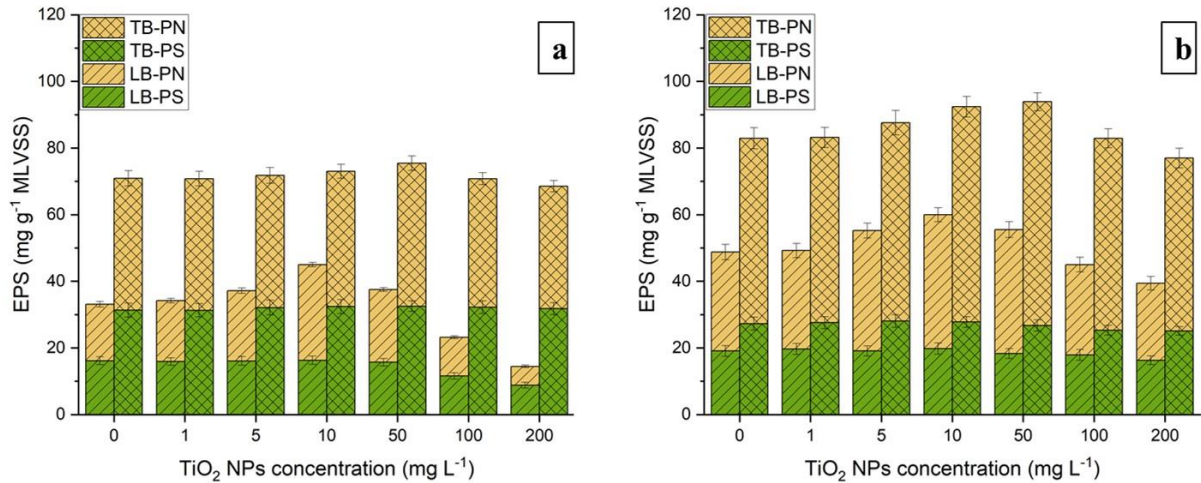 120
100
80
60
40
20
0
EPS (mg g⁻¹ MLVSS)
TB-PN
TB-PS
LB-PN
LB-PS
a
0 1 5 10 50 100 200
TiO₂ NPs concentration (mg L⁻¹)
120
100
80
60
40
20
0
EPS (mg g⁻¹ MLVSS)
TB-PN
TB-PS
LB-PN
LB-PS
b
0 1 5 10 50 100 200
TiO₂ NPs concentration (mg L⁻¹)